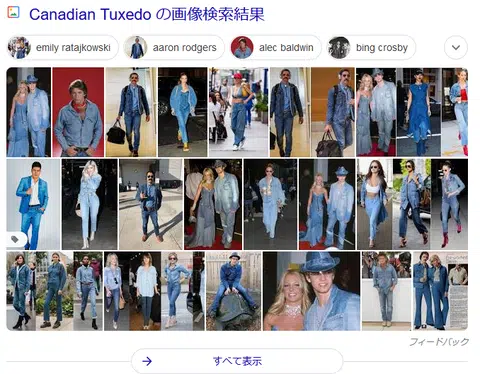 Canadian Tuxedo の画像検索結果
emily ratajkowski
aaron rodgers
alec baldwin
bing crosby
フィードバック
すべて表示